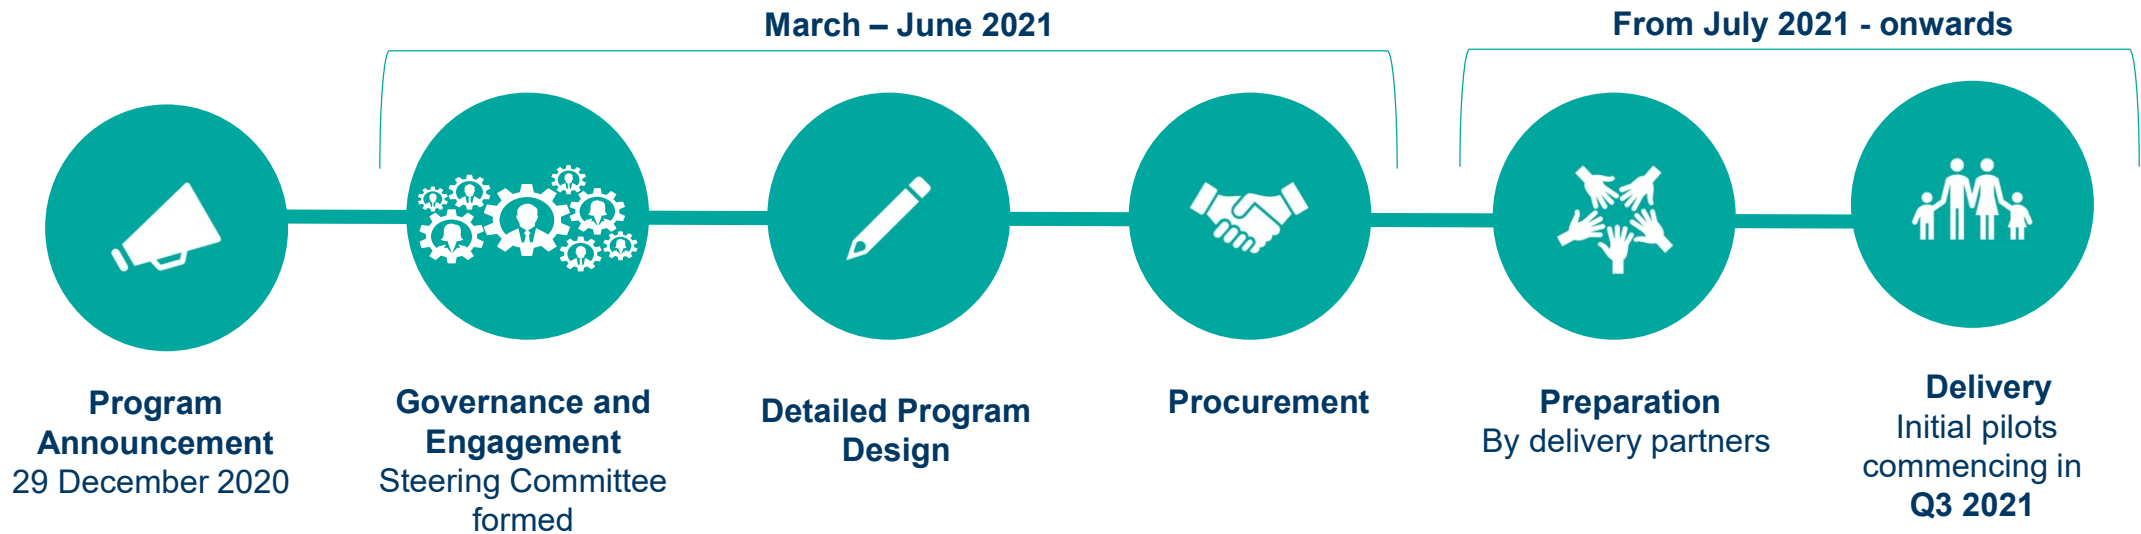 March – June 2021
From July 2021 - onwards
Program
Announcement
29 December 2020
Governance and
Engagement
Steering Committee
formed
Detailed Program
Design
Procurement
Preparation
By delivery partners
Delivery
Initial pilots
commencing in
Q3 2021